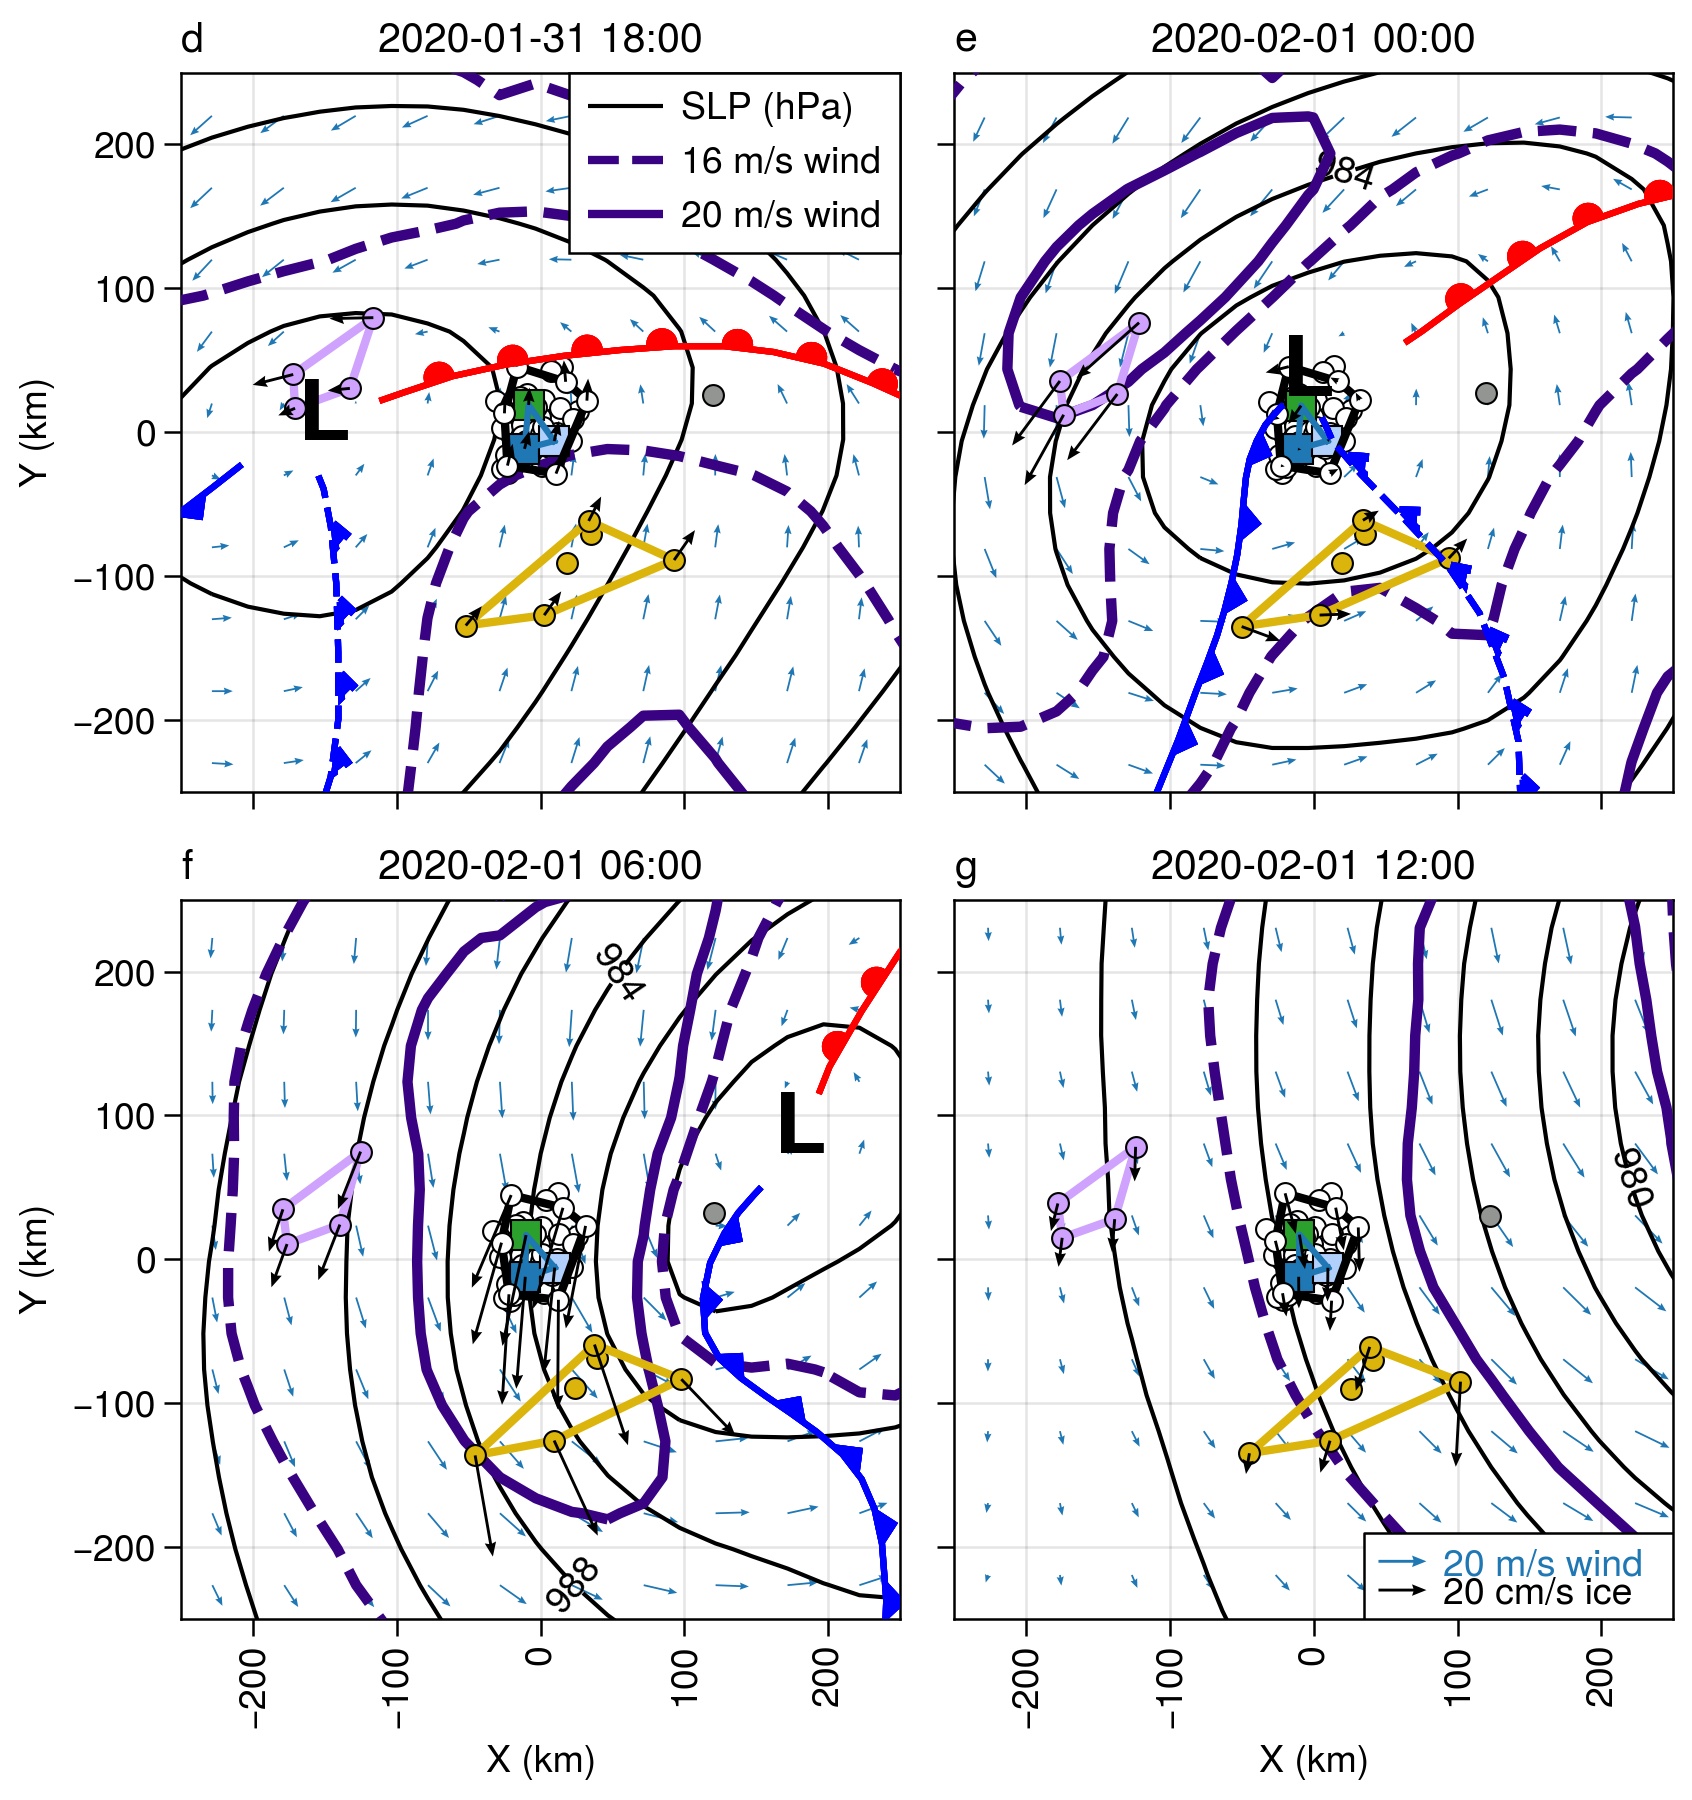 d 2020-01-31 18:00
SLP (hPa)
16 m/s wind
20 m/s wind
L
200
100
0
−100
−200
Y (km)
e 2020-02-01 00:00
984
L
f 2020-02-01 06:00
984
L
988
200
100
0
−100
−200
Y (km)
−200 −100 0 100 200
X (km)
g 2020-02-01 12:00
980
20 m/s wind
20 cm/s ice
−200 −100 0 100 200
X (km)